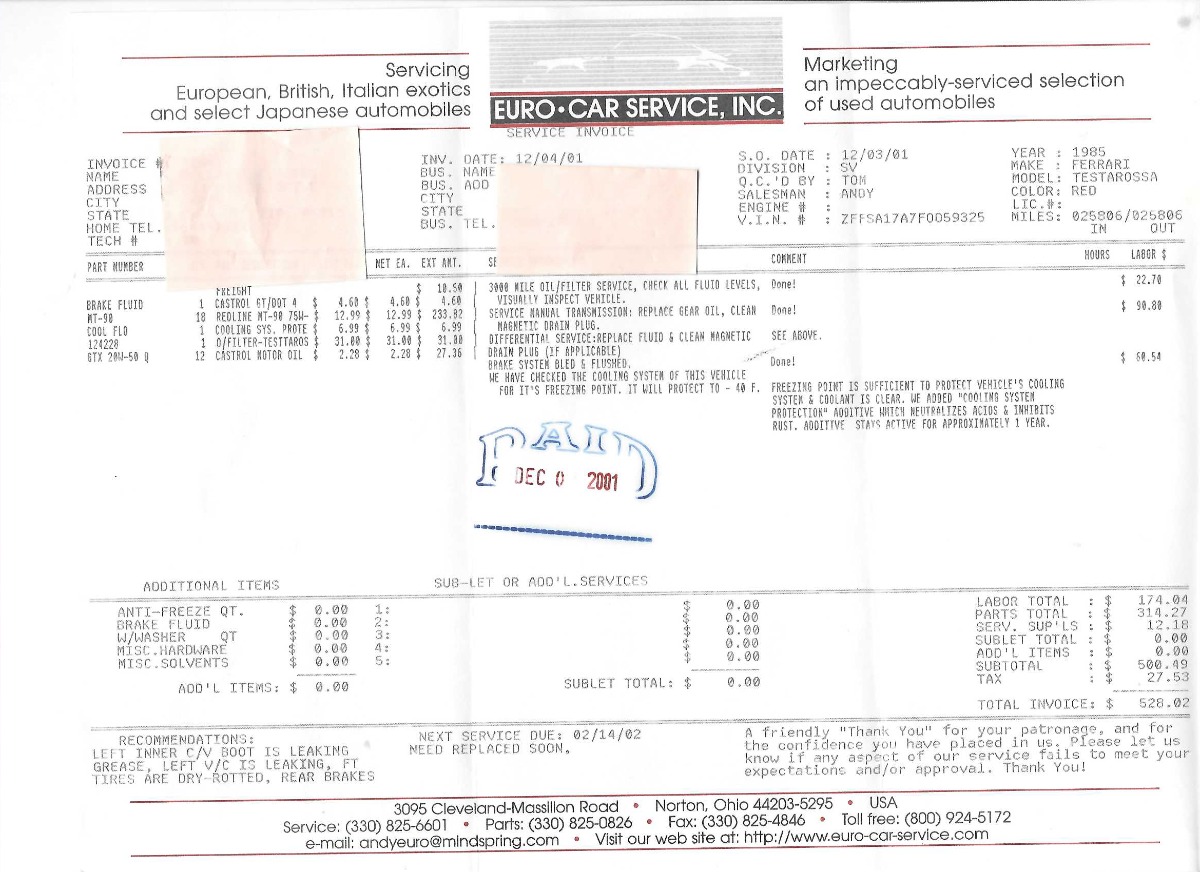 Servicing
European, British, Italian exotics
and select Japanese automobiles
EURO•CAR SERVICE, INC.
Marketing
an impeccably-serviced selection
of used automobiles
SERVICE INVOICE
INVOICE #
NAME
ADDRESS
CITY
STATE
HOME TEL.
TECH #
INV. DATE: 12/04/01
BUS. NAME
BUS. ADD
CITY
STATE
BUS. TEL.
S.O. DATE : 12/03/01
DIVISION : SV
Q.C.'D BY : TOM
SALESMAN : ANDY
ENGINE # :
V.I.N. # : ZFFSA17A7F0059325
YEAR : 1985
MAKE : FERRARI
MODEL: TESTAROSSA
COLOR: RED
LIC.#:
MILES: 025806/025806
IN OUT
PART NUMBER NET EA. EXT AMT. SE COMMENT HOURS LABOR $
FREIGHT $ 10.50
BRAKE FLUID 1 CASTROL GT/DOT 4 $ 4.60 $ 4.60 $ 4.60
MT-90 18 REDLINE MT-90 75W- $ 12.99 $ 12.99 $ 233.82
COOL FLO 1 COOLING SYS. PROTE $ 6.99 $ 6.99 $ 6.99
124228 1 O/FILTER-TESTTAROS $ 31.00 $ 31.00 $ 31.00
GTX 20W-50 Q 12 CASTROL MOTOR OIL $ 2.28 $ 2.28 $ 27.36
3000 MILE OIL/FILTER SERVICE, CHECK ALL FLUID LEVELS, Done! $ 22.70
VISUALLY INSPECT VEHICLE.
SERVICE MANUAL TRANSMISSION: REPLACE GEAR OIL, CLEAN Done! $ 90.80
MAGNETIC DRAIN PLUG.
DIFFERENTIAL SERVICE:REPLACE FLUID & CLEAN MAGNETIC SEE ABOVE.
DRAIN PLUG (IF APPLICABLE)
BRAKE SYSTEM BLED & FLUSHED. Done! $ 60.54
WE HAVE CHECKED THE COOLING SYSTEM OF THIS VEHICLE
FOR IT'S FREEZING POINT. IT WILL PROTECT TO - 40 F.
FREEZING POINT IS SUFFICIENT TO PROTECT VEHICLE'S COOLING
SYSTEM & COOLANT IS CLEAR. WE ADDED "COOLING SYSTEM
PROTECTION" ADDITIVE WHICH NEUTRALIZES ACIDS & INHIBITS
RUST. ADDITIVE STAYS ACTIVE FOR APPROXIMATELY 1 YEAR.
PAID
DEC 0 2001
ADDITIONAL ITEMS
SUB-LET OR ADD'L.SERVICES
ANTI-FREEZE QT. $ 0.00 1: $ 0.00
BRAKE FLUID $ 0.00 2: $ 0.00
W/WASHER QT $ 0.00 3: $ 0.00
MISC.HARDWARE $ 0.00 4: $ 0.00
MISC.SOLVENTS $ 0.00 5: $ 0.00
ADD'L ITEMS: $ 0.00
SUBLET TOTAL: $ 0.00
LABOR TOTAL : $ 174.04
PARTS TOTAL : $ 314.27
SERV. SUP'LS : $ 12.18
SUBLET TOTAL : $ 0.00
ADD'L ITEMS : $ 0.00
SUBTOTAL : $ 500.49
TAX : $ 27.53
TOTAL INVOICE: $ 528.02
RECOMMENDATIONS:
LEFT INNER C/V BOOT IS LEAKING
GREASE, LEFT V/C IS LEAKING, FT
TIRES ARE DRY-ROTTED, REAR BRAKES
NEXT SERVICE DUE: 02/14/02
NEED REPLACED SOON.
A friendly "Thank You" for your patronage, and for
the confidence you have placed in us. Please let us
know if any aspect of our service fails to meet your
expectations and/or approval. Thank You!
3095 Cleveland-Massillon Road • Norton, Ohio 44203-5295 • USA
Service: (330) 825-6601 • Parts: (330) 825-0826 • Fax: (330) 825-4846 • Toll free: (800) 924-5172
e-mail: andyeuro@mindspring.com • Visit our web site at: http://www.euro-car-service.com